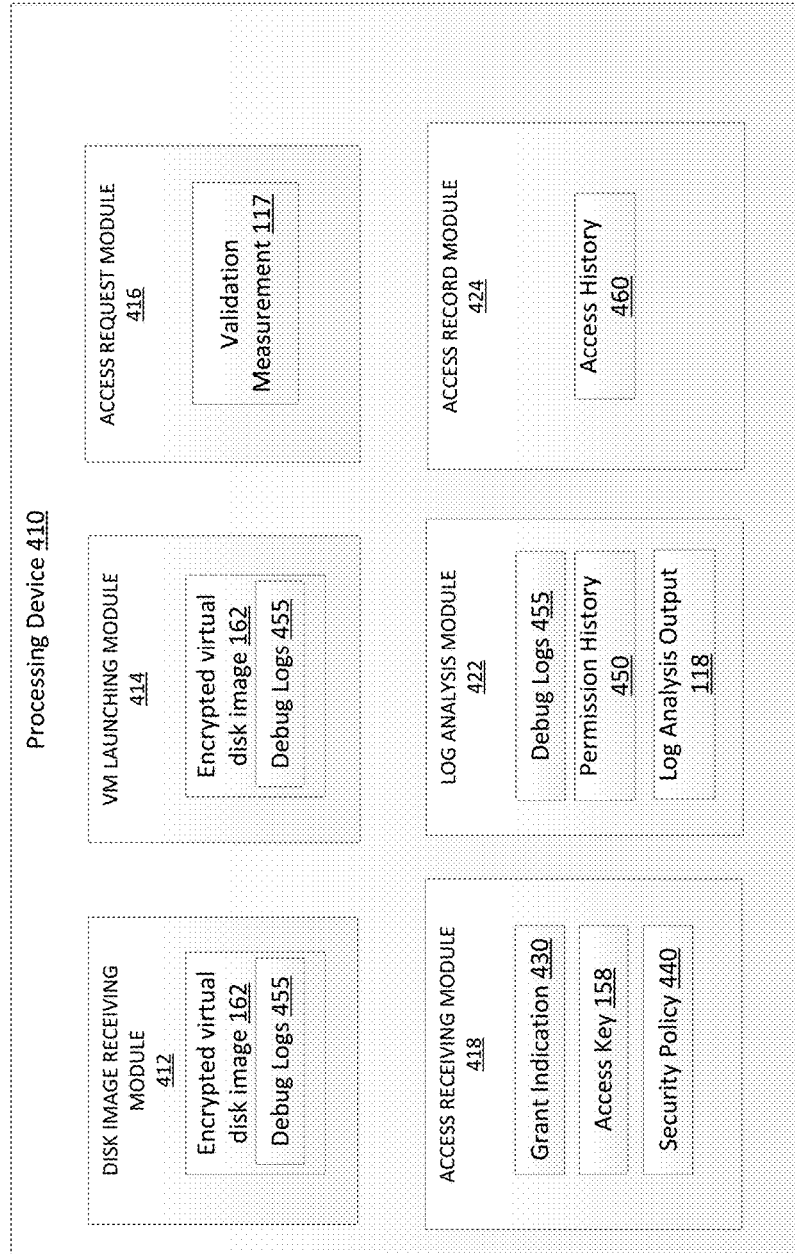 Processing Device 410
DISK IMAGE RECEIVING
MODULE
412
Encrypted virtual
disk image 162
Debug Logs 455
VM LAUNCHING MODULE
414
Encrypted virtual
disk image 162
Debug Logs 455
ACCESS REQUEST MODULE
416
Validation
Measurement 117
ACCESS RECEIVING MODULE
418
Grant Indication 430
Access Key 158
Security Policy 440
LOG ANALYSIS MODULE
422
Debug Logs 455
Permission History
450
Log Analysis Output
118
ACCESS RECORD MODULE
424
Access History
460